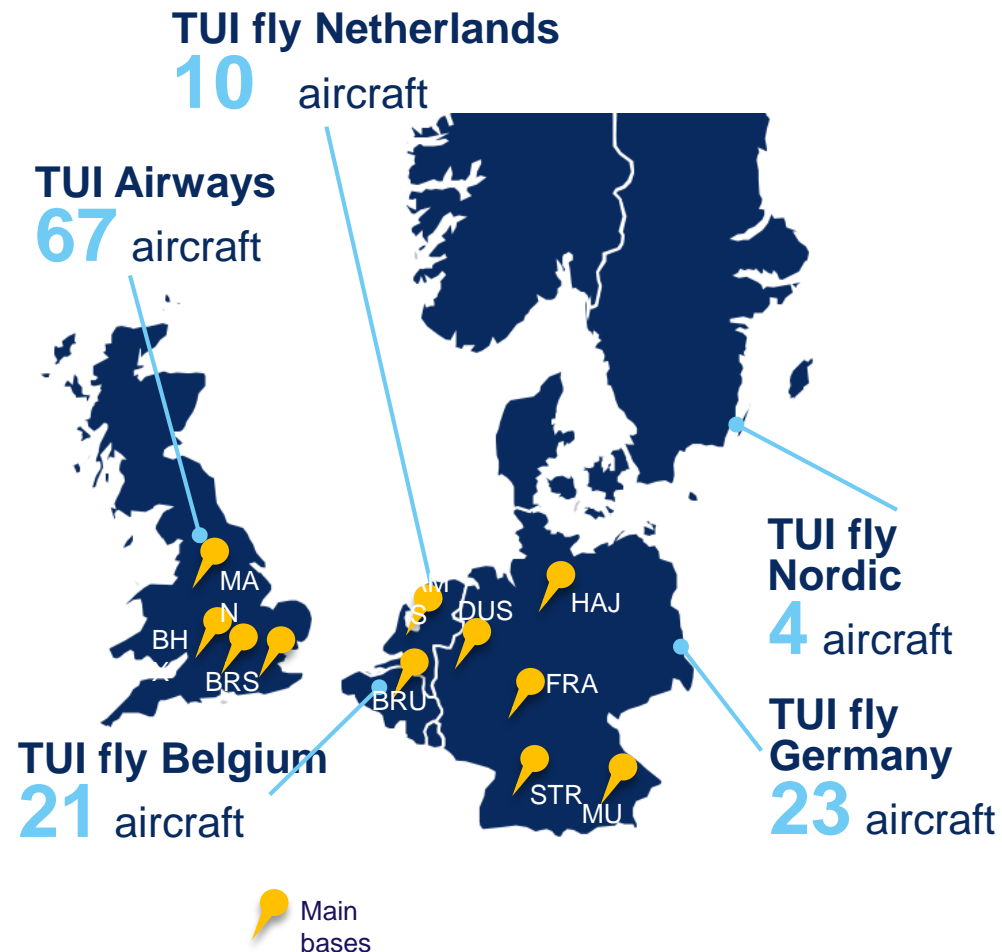 TUI fly Netherlands
10 aircraft
TUI Airways
67 aircraft
MA
N
BH
X
BRS
AM
S
DUS
HAJ
BRU
FRA
STR
MU
TUI fly
Nordic
4 aircraft
TUI fly
Germany
23 aircraft
TUI fly Belgium
21 aircraft
Main
bases